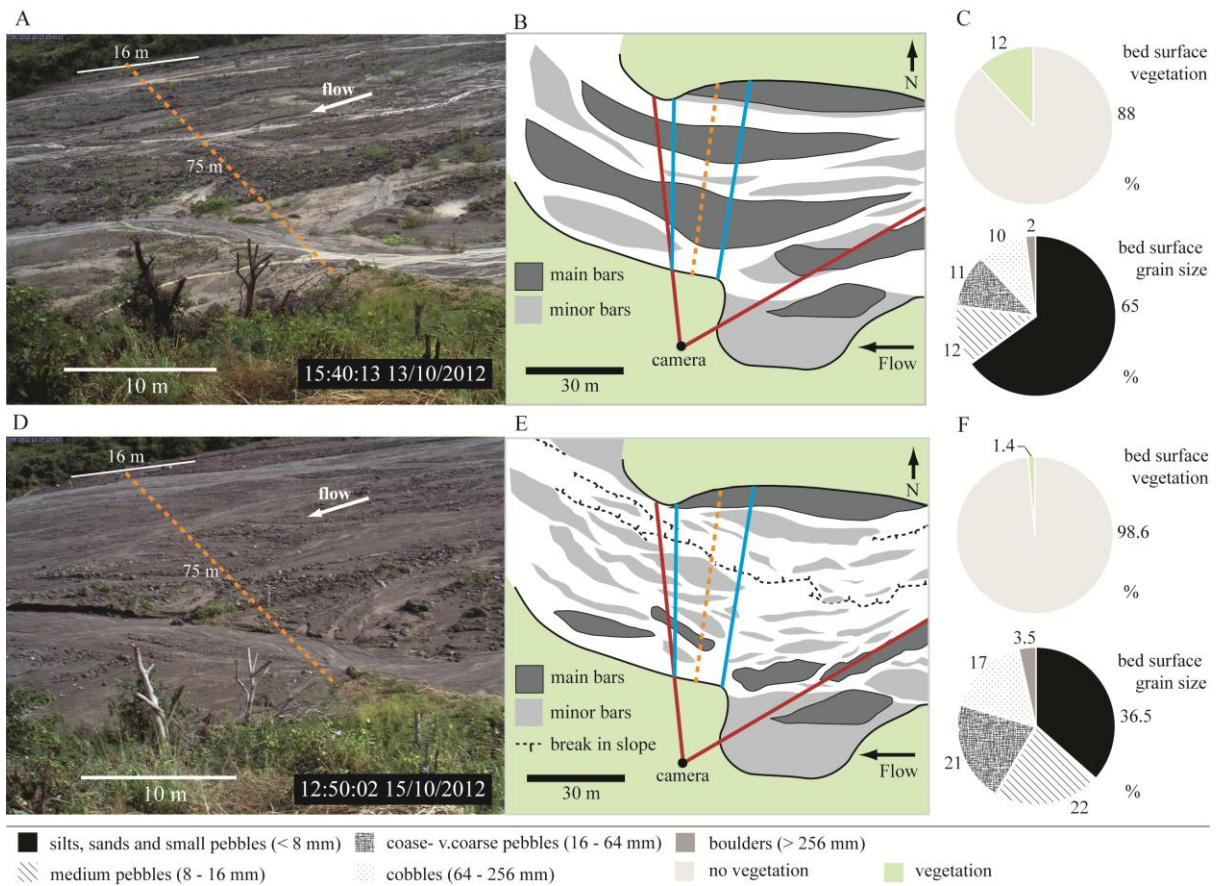 A
16 m
flow
75 m
10 m
15:40:13 13/10/2012
B
N
main bars
minor bars
camera
30 m
Flow
C
12
bed surface
vegetation
88
%
2
10
bed surface
grain size
11
65
12
%
D
16 m
flow
75 m
10 m
12:50:02 15/10/2012
E
N
main bars
minor bars
break in slope
camera
30 m
Flow
F
1.4
bed surface
vegetation
98.6
%
3.5
17
bed surface
grain size
36.5
21
%
22
silts, sands and small pebbles (< 8 mm)
coase- v.coarse pebbles (16 - 64 mm)
boulders (> 256 mm)
medium pebbles (8 - 16 mm)
cobbles (64 - 256 mm)
no vegetation
vegetation